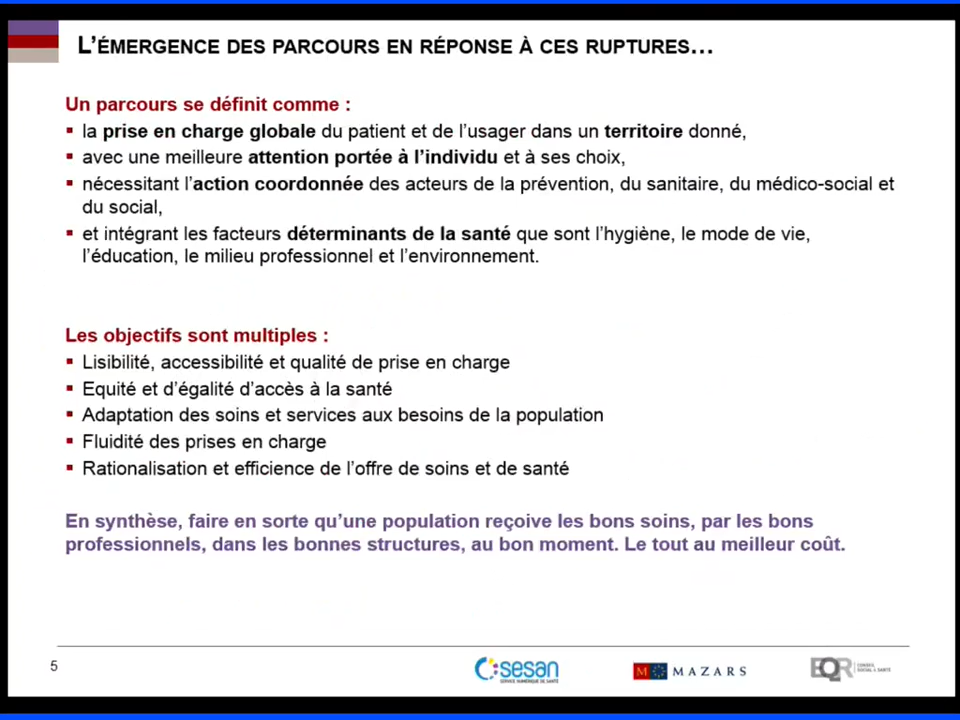 L'ÉMERGENCE DES PARCOURS EN RÉPONSE À CES RUPTURES…
Un parcours se définit comme :
▪ la prise en charge globale du patient et de l'usager dans un territoire donné,
▪ avec une meilleure attention portée à l'individu et à ses choix,
▪ nécessitant l'action coordonnée des acteurs de la prévention, du sanitaire, du médico-social et
du social,
▪ et intégrant les facteurs déterminants de la santé que sont l'hygiène, le mode de vie,
l'éducation, le milieu professionnel et l'environnement.
Les objectifs sont multiples :
▪ Lisibilité, accessibilité et qualité de prise en charge
▪ Equité et d'égalité d'accès à la santé
▪ Adaptation des soins et services aux besoins de la population
▪ Fluidité des prises en charge
▪ Rationalisation et efficience de l'offre de soins et de santé
En synthèse, faire en sorte qu'une population reçoive les bons soins, par les bons
professionnels, dans les bonnes structures, au bon moment. Le tout au meilleur coût.
5
sesan
SERVICE NUMÉRIQUE DE SANTÉ
M M MAZARS
EQR
CONSEIL
SOCIAL & SANTÉ